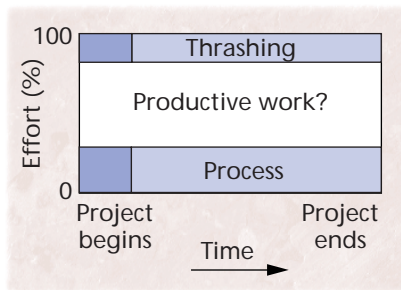 100
Thrashing
Effort (%)
Productive work?
Process
0
Project
begins
Project
ends
Time